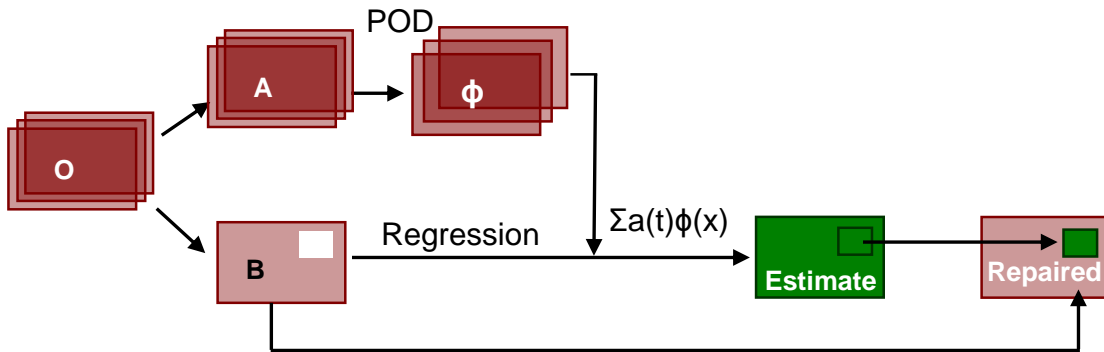 POD
A
ϕ
O
Regression
Σa(t)ϕ(x)
B
Estimate
Repaired